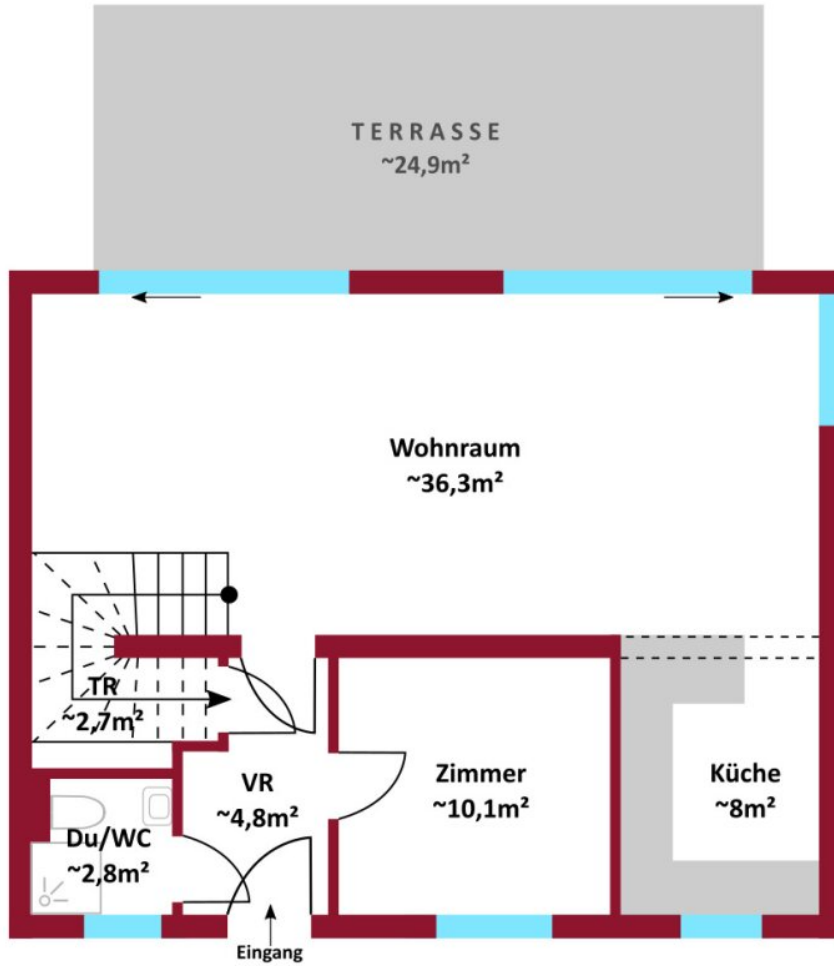 TERRASSE
~24,9m²
Wohnraum
~36,3m²
TR
~2,7m²
VR
~4,8m²
Zimmer
~10,1m²
Küche
~8m²
Du/WC
~2,8m²
Eingang